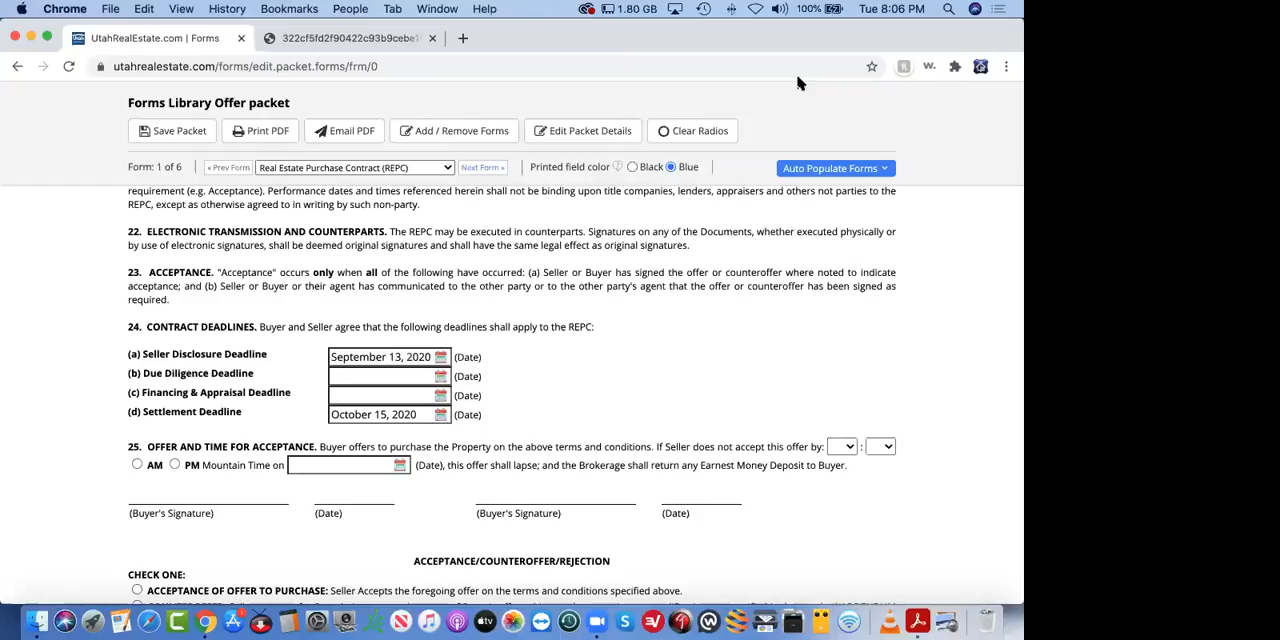 Chrome File Edit View History Bookmarks People Tab Window Help 1.80 GB 100% Tue 8:06 PM
UtahRealEstate.com | Forms 322cf5fd2f90422c93b9cebe1
utahrealestate.com/forms/edit.packet.forms/frm/0
Forms Library Offer packet
Save Packet Print PDF Email PDF Add / Remove Forms Edit Packet Details Clear Radios
Form: 1 of 6 « Prev Form Real Estate Purchase Contract (REPC) Next Form » Printed field color ? Black Blue Auto Populate Forms
requirement (e.g. Acceptance). Performance dates and times referenced herein shall not be binding upon title companies, lenders, appraisers and others not parties to the
REPC, except as otherwise agreed to in writing by such non-party.
22. ELECTRONIC TRANSMISSION AND COUNTERPARTS. The REPC may be executed in counterparts. Signatures on any of the Documents, whether executed physically or
by use of electronic signatures, shall be deemed original signatures and shall have the same legal effect as original signatures.
23. ACCEPTANCE. "Acceptance" occurs only when all of the following have occurred: (a) Seller or Buyer has signed the offer or counteroffer where noted to indicate
acceptance; and (b) Seller or Buyer or their agent has communicated to the other party or to the other party's agent that the offer or counteroffer has been signed as
required.
24. CONTRACT DEADLINES. Buyer and Seller agree that the following deadlines shall apply to the REPC:
(a) Seller Disclosure Deadline September 13, 2020 (Date)
(b) Due Diligence Deadline (Date)
(c) Financing & Appraisal Deadline (Date)
(d) Settlement Deadline October 15, 2020 (Date)
25. OFFER AND TIME FOR ACCEPTANCE. Buyer offers to purchase the Property on the above terms and conditions. If Seller does not accept this offer by: :
AM PM Mountain Time on (Date), this offer shall lapse; and the Brokerage shall return any Earnest Money Deposit to Buyer.
(Buyer's Signature) (Date) (Buyer's Signature) (Date)
ACCEPTANCE/COUNTEROFFER/REJECTION
CHECK ONE:
ACCEPTANCE OF OFFER TO PURCHASE: Seller Accepts the foregoing offer on the terms and conditions specified above.